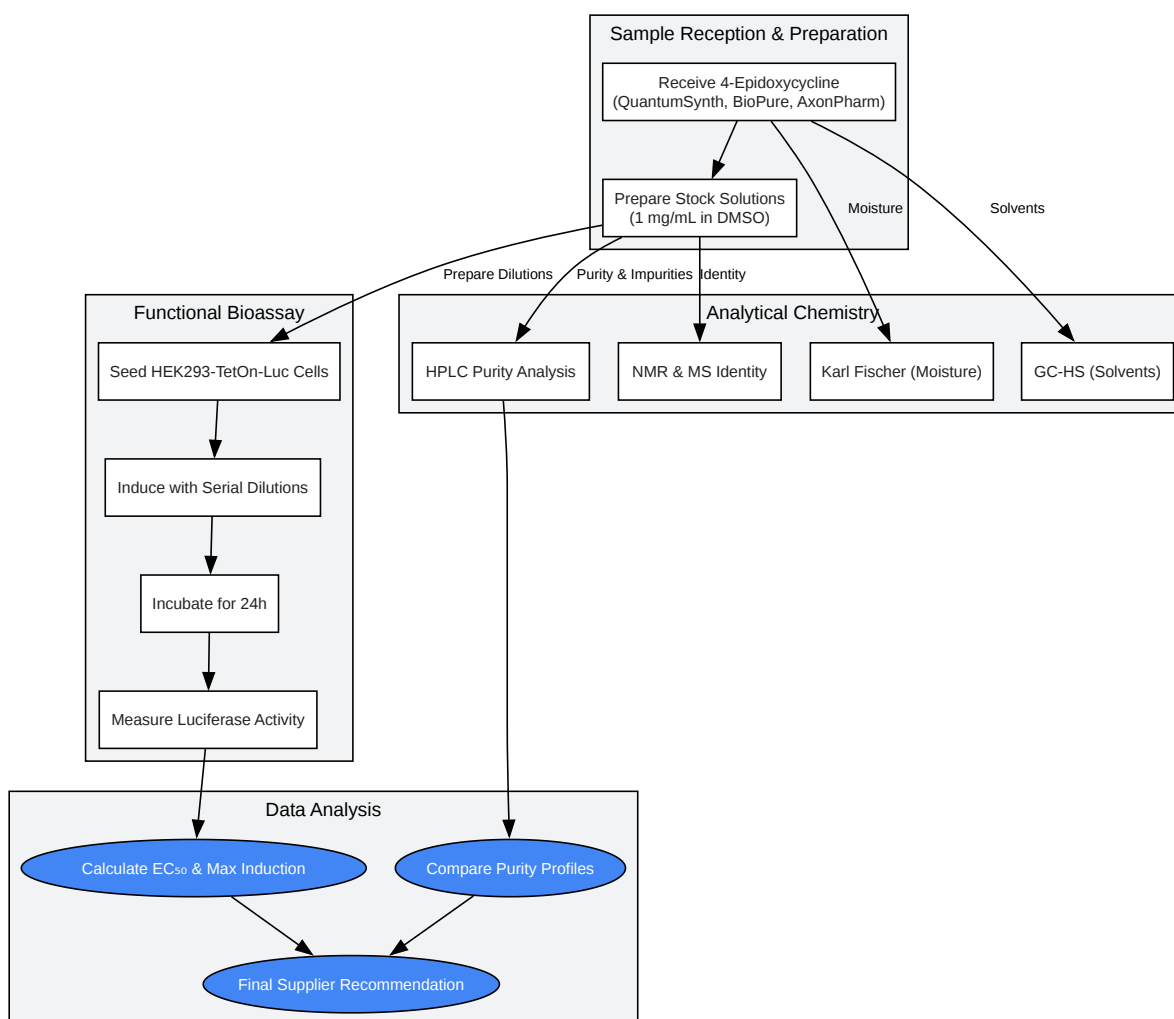 Sample Reception & Preparation
Receive 4-Epidoxycycline
(QuantumSynth, BioPure, AxonPharm)
Prepare Stock Solutions
(1 mg/mL in DMSO)
Moisture
Solvents
Prepare Dilutions
Purity & Impurities
Identity
Functional Bioassay
Analytical Chemistry
Seed HEK293-TetOn-Luc Cells
HPLC Purity Analysis
NMR & MS Identity
Karl Fischer (Moisture)
GC-HS (Solvents)
Induce with Serial Dilutions
Incubate for 24h
Measure Luciferase Activity
Data Analysis
Calculate EC₅₀ & Max Induction
Compare Purity Profiles
Final Supplier Recommendation